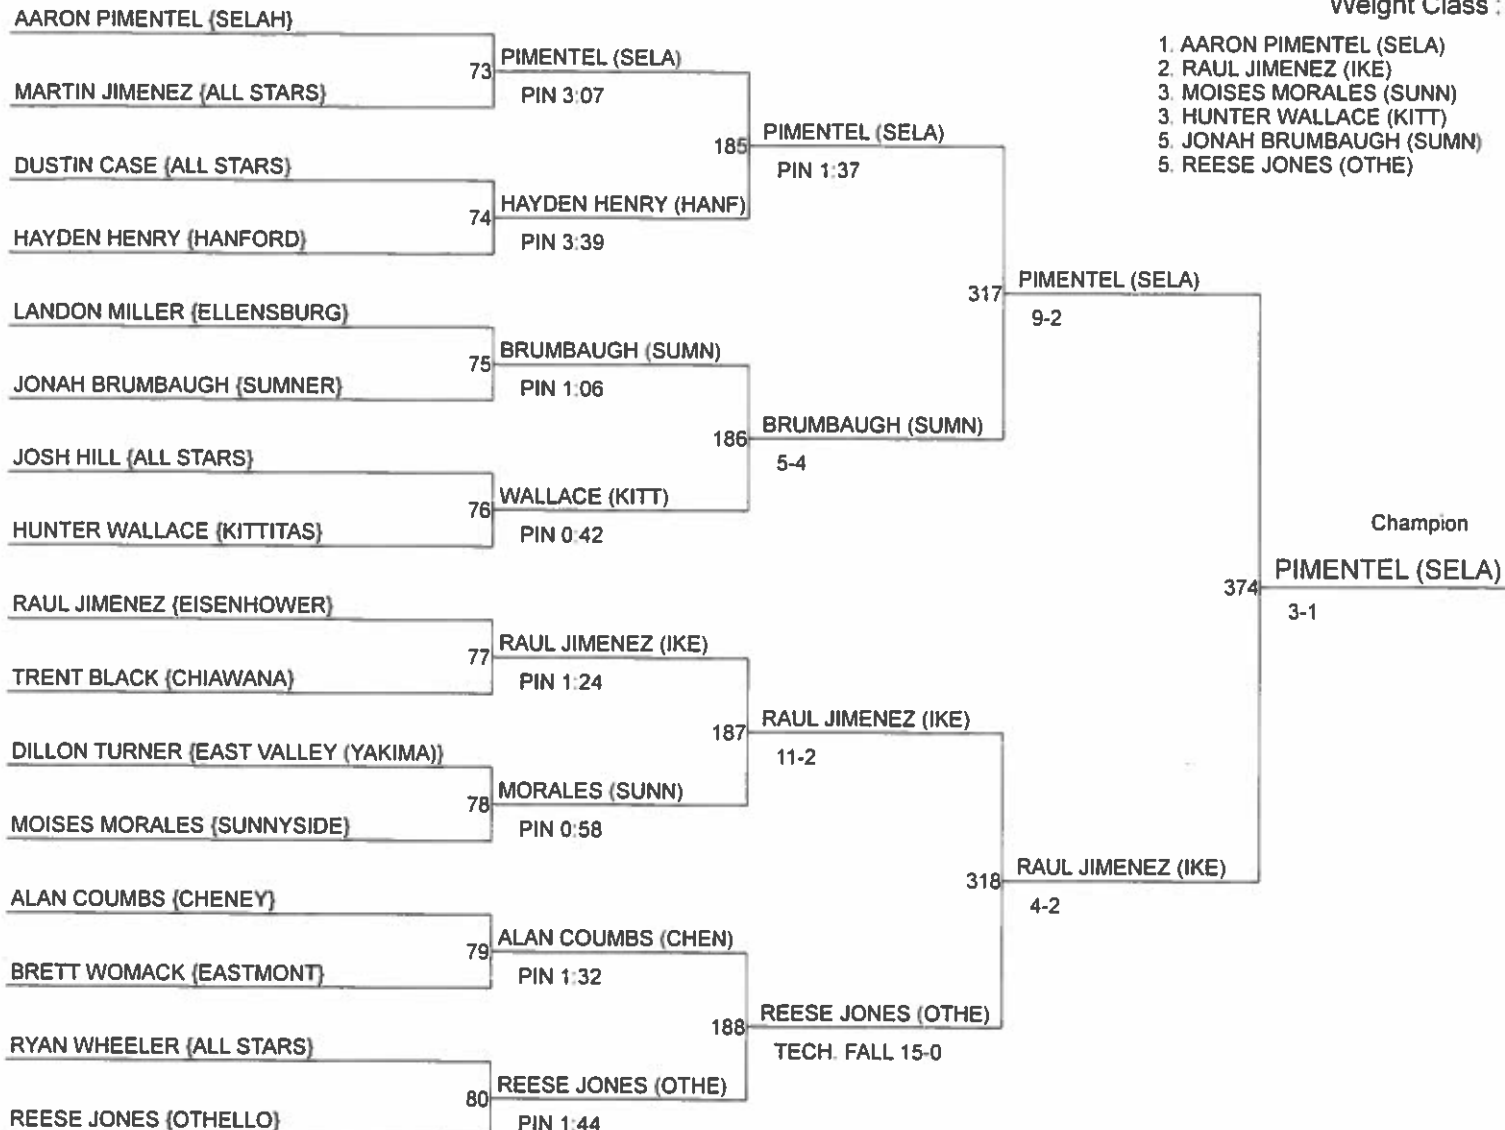 AARON PIMENTEL {SELAH}
Weight Class :
PIMENTEL (SELA)
1. AARON PIMENTEL (SELA)
73
2. RAUL JIMENEZ (IKE)
MARTIN JIMENEZ {ALL STARS}
PIN 3:07
3. MOISES MORALES (SUNN)
3. HUNTER WALLACE (KITT)
185
PIMENTEL (SELA)
5. JONAH BRUMBAUGH (SUMN)
DUSTIN CASE {ALL STARS}
PIN 1:37
5. REESE JONES (OTHE)
74
HAYDEN HENRY (HANF)
HAYDEN HENRY {HANFORD}
PIN 3:39
317
PIMENTEL (SELA)
LANDON MILLER {ELLENSBURG}
9-2
75
BRUMBAUGH (SUMN)
JONAH BRUMBAUGH {SUMNER}
PIN 1:06
186
BRUMBAUGH (SUMN)
JOSH HILL {ALL STARS}
5-4
76
WALLACE (KITT)
HUNTER WALLACE {KITTITAS}
PIN 0:42
Champion
374
PIMENTEL (SELA)
RAUL JIMENEZ {EISENHOWER}
3-1
77
RAUL JIMENEZ (IKE)
TRENT BLACK {CHIAWANA}
PIN 1:24
187
RAUL JIMENEZ (IKE)
DILLON TURNER {EAST VALLEY (YAKIMA)}
11-2
78
MORALES (SUNN)
MOISES MORALES {SUNNYSIDE}
PIN 0:58
318
RAUL JIMENEZ (IKE)
ALAN COUMBS {CHENEY}
4-2
79
ALAN COUMBS (CHEN)
BRETT WOMACK {EASTMONT}
PIN 1:32
188
REESE JONES (OTHE)
RYAN WHEELER {ALL STARS}
TECH. FALL 15-0
80
REESE JONES (OTHE)
REESE JONES {OTHELLO}
PIN 1:44